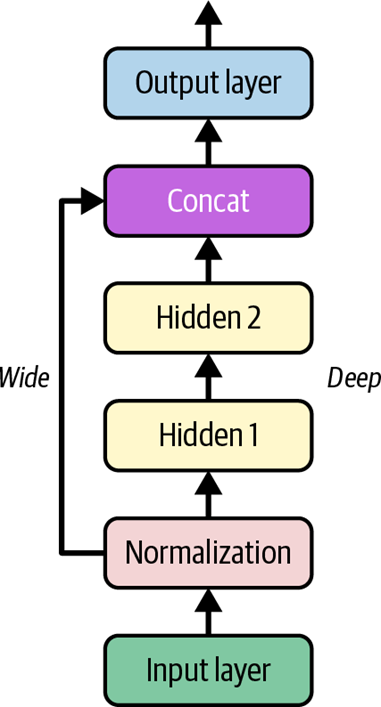 Output layer
Concat
Hidden 2
Wide
Deep
Hidden 1
Normalization
Input layer